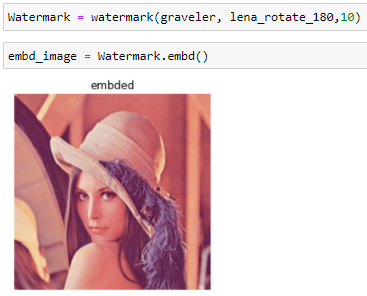 Watermark = watermark(graveler, lena_rotate_180,10)
embd_image = Watermark.embd()
embded